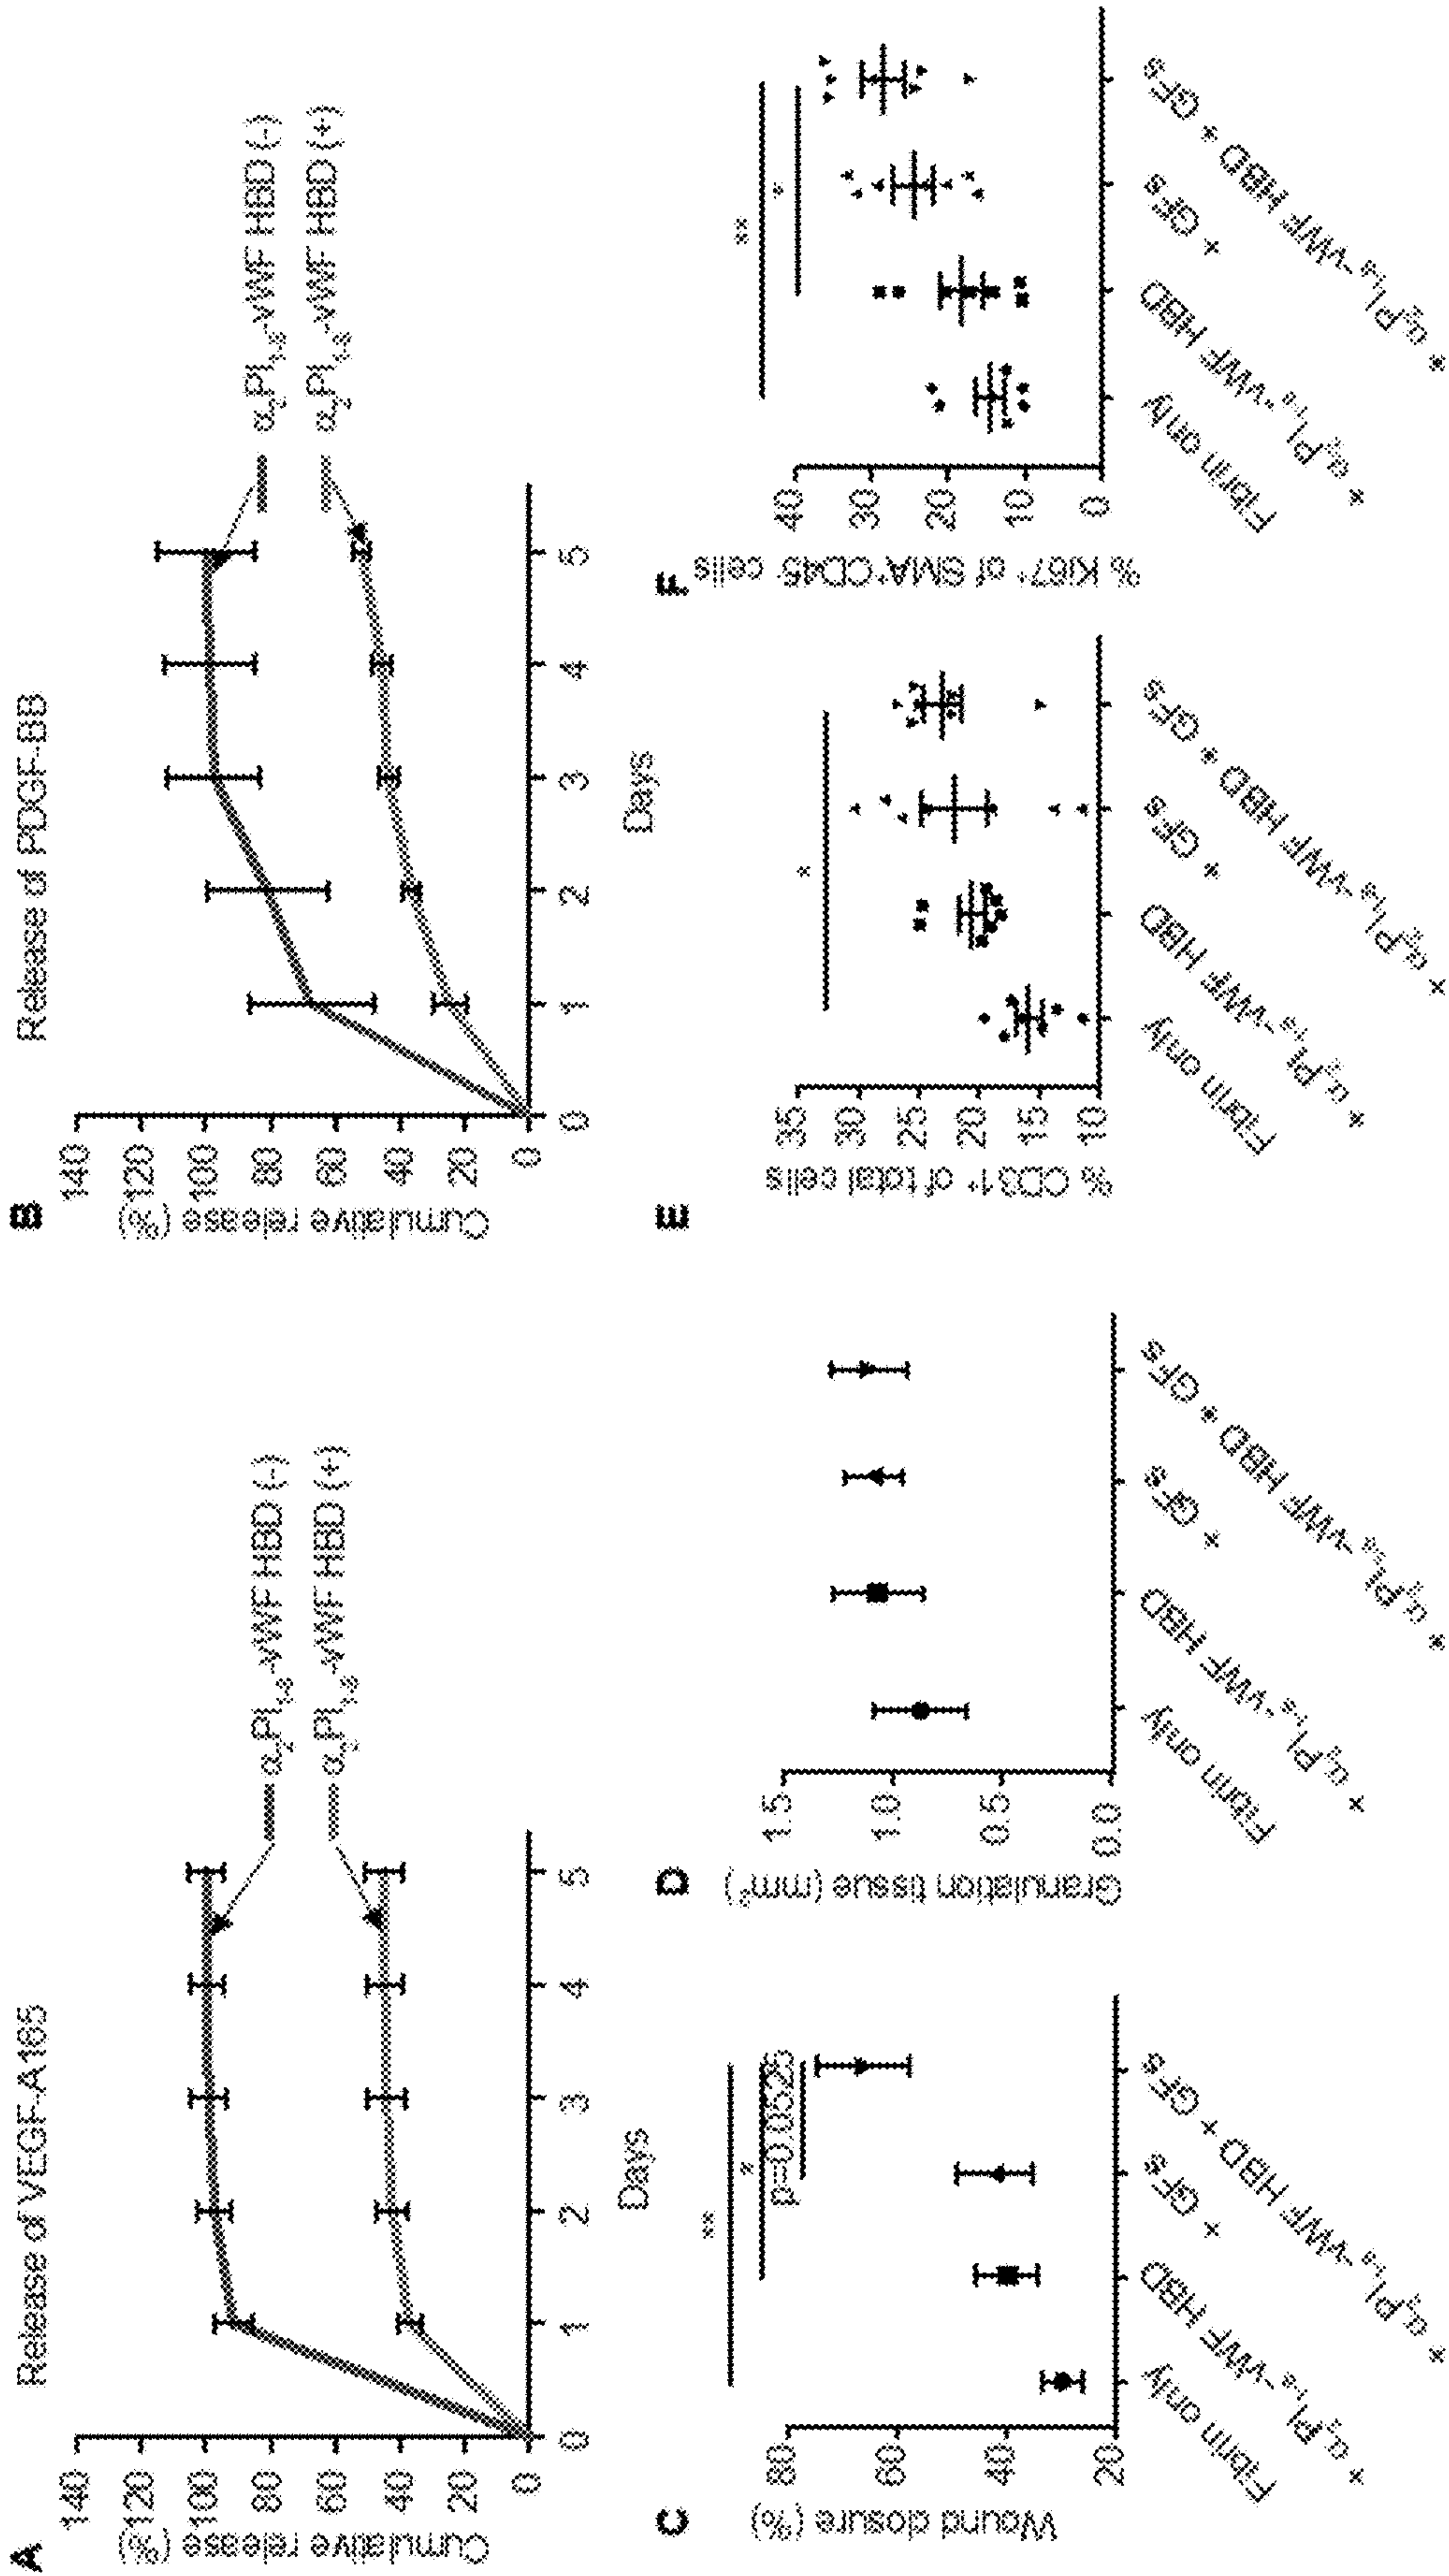 A
Release of VEGF-A165
Cumulative release (%)
140
120
100
80
60
40
20
0
0 1 2 3 4 5
Days
α₂PI₁₋₈-vWF HBD (-)
α₂PI₁₋₈-vWF HBD (+)
B
Release of PDGF-BB
Cumulative release (%)
140
120
100
80
60
40
20
0
0 1 2 3 4 5
Days
α₂PI₁₋₈-vWF HBD (-)
α₂PI₁₋₈-vWF HBD (+)
C
Wound closure (%)
80
60
40
20
**
*
p=0.0525
Fibrin only
+ α₂PI₁₋₈-vWF HBD
+ GFs
+ α₂PI₁₋₈-vWF HBD + GFs
D
Granulation tissue (mm²)
1.5
1.0
0.5
0.0
Fibrin only
+ α₂PI₁₋₈-vWF HBD
+ GFs
+ α₂PI₁₋₈-vWF HBD + GFs
E
% CD31⁺ of total cells
35
30
25
20
15
10
*
Fibrin only
+ α₂PI₁₋₈-vWF HBD
+ GFs
+ α₂PI₁₋₈-vWF HBD + GFs
F
% Ki67⁺ of SMA⁺CD45⁻ cells
40
30
20
10
0
**
*
Fibrin only
+ α₂PI₁₋₈-vWF HBD
+ GFs
+ α₂PI₁₋₈-vWF HBD + GFs